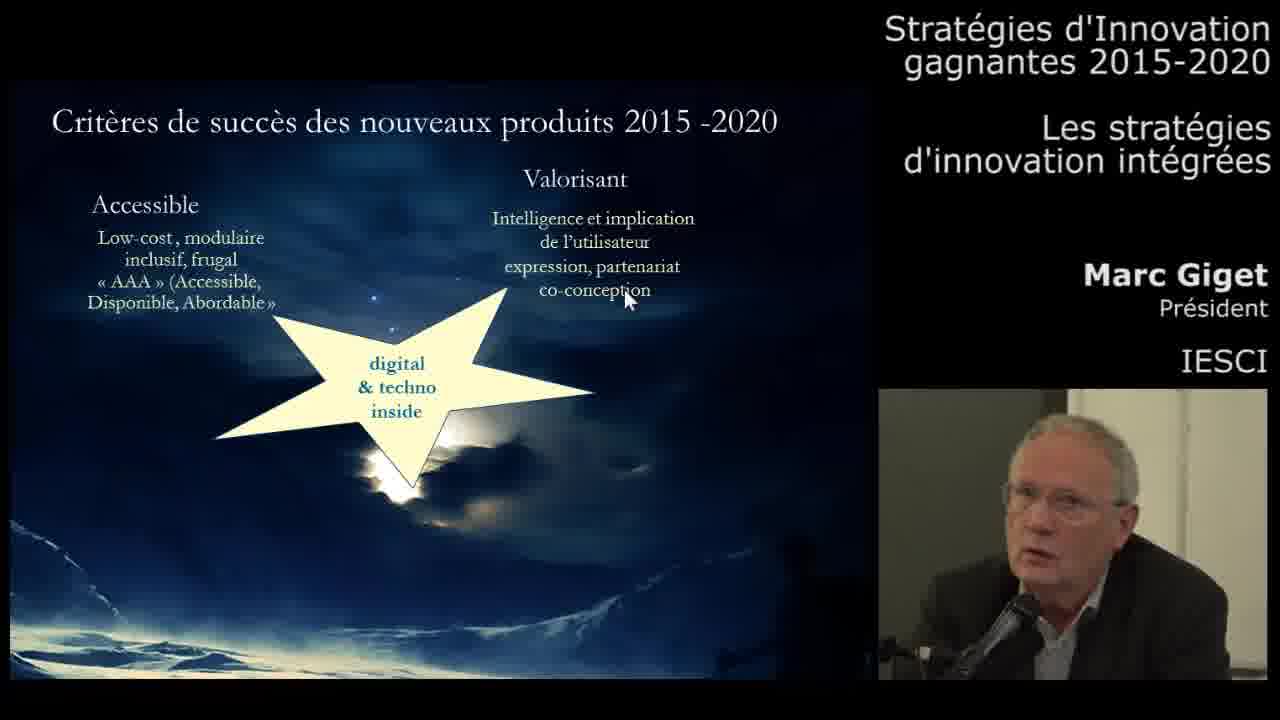 Critères de succès des nouveaux produits 2015 -2020
Accessible
Low-cost , modulaire
inclusif, frugal
« AAA » (Accessible,
Disponible, Abordable »
Valorisant
Intelligence et implication
de l'utilisateur
expression, partenariat
co-conception
digital
& techno
inside
Stratégies d'Innovation
gagnantes 2015-2020
Les stratégies
d'innovation intégrées
Marc Giget
Président
IESCI